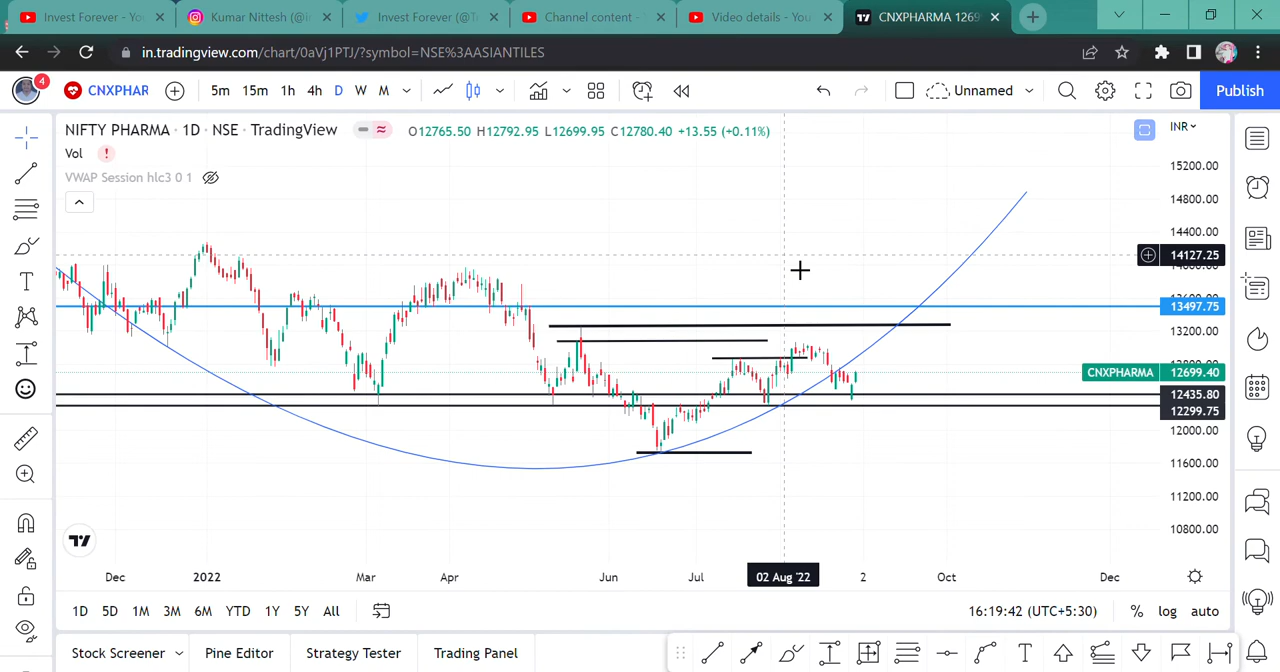 Invest Forever - Yo
Kumar Nittesh (@i
Invest Forever (@T
Channel content -
Video details - You
CNXPHARMA 1269
in.tradingview.com/chart/0aVj1PTJ/?symbol=NSE%3AASIANTILES
4
CNXPHAR
5m 15m 1h 4h D W M
Unnamed
Publish
NIFTY PHARMA · 1D · NSE · TradingView
O12765.50 H12792.95 L12699.95 C12780.40 +13.55 (+0.11%)
INR
Vol
VWAP Session hlc3 0 1
15200.00
14800.00
14400.00
14127.25
14000.00
13497.75
13200.00
12800.00
CNXPHARMA 12699.40
12435.80
12299.75
12000.00
11600.00
11200.00
10800.00
Dec 2022 Mar Apr Jun Jul 02 Aug '22 2 Oct Dec
1D 5D 1M 3M 6M YTD 1Y 5Y All
16:19:42 (UTC+5:30) % log auto
Stock Screener Pine Editor Strategy Tester Trading Panel